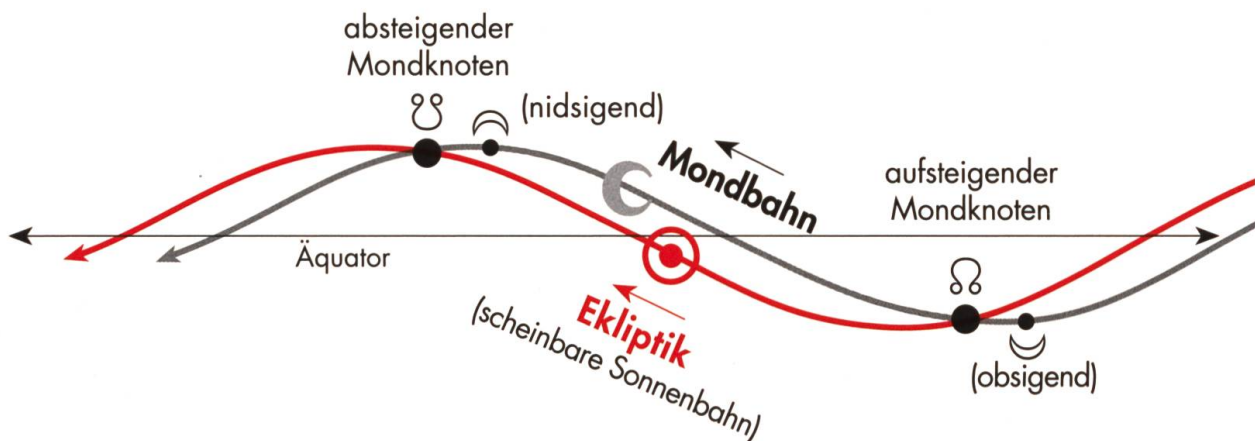 absteigender
Mondknoten
☋
(nidsigend)
Mondbahn
aufsteigender
Mondknoten
☊
Äquator
Ekliptik
(scheinbare Sonnenbahn)
(obsigend)